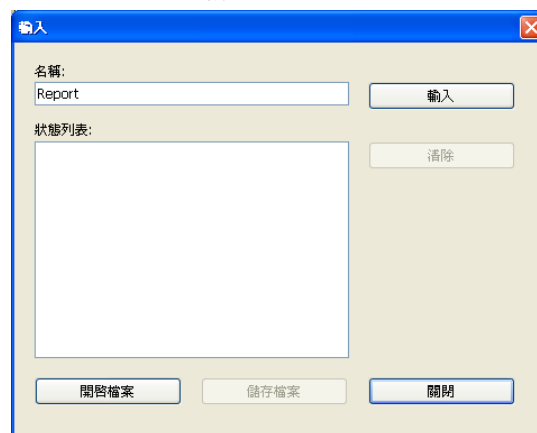 輸入
名稱:
Report
輸入
狀態列表:
清除
開啓檔案
儲存檔案
關閉